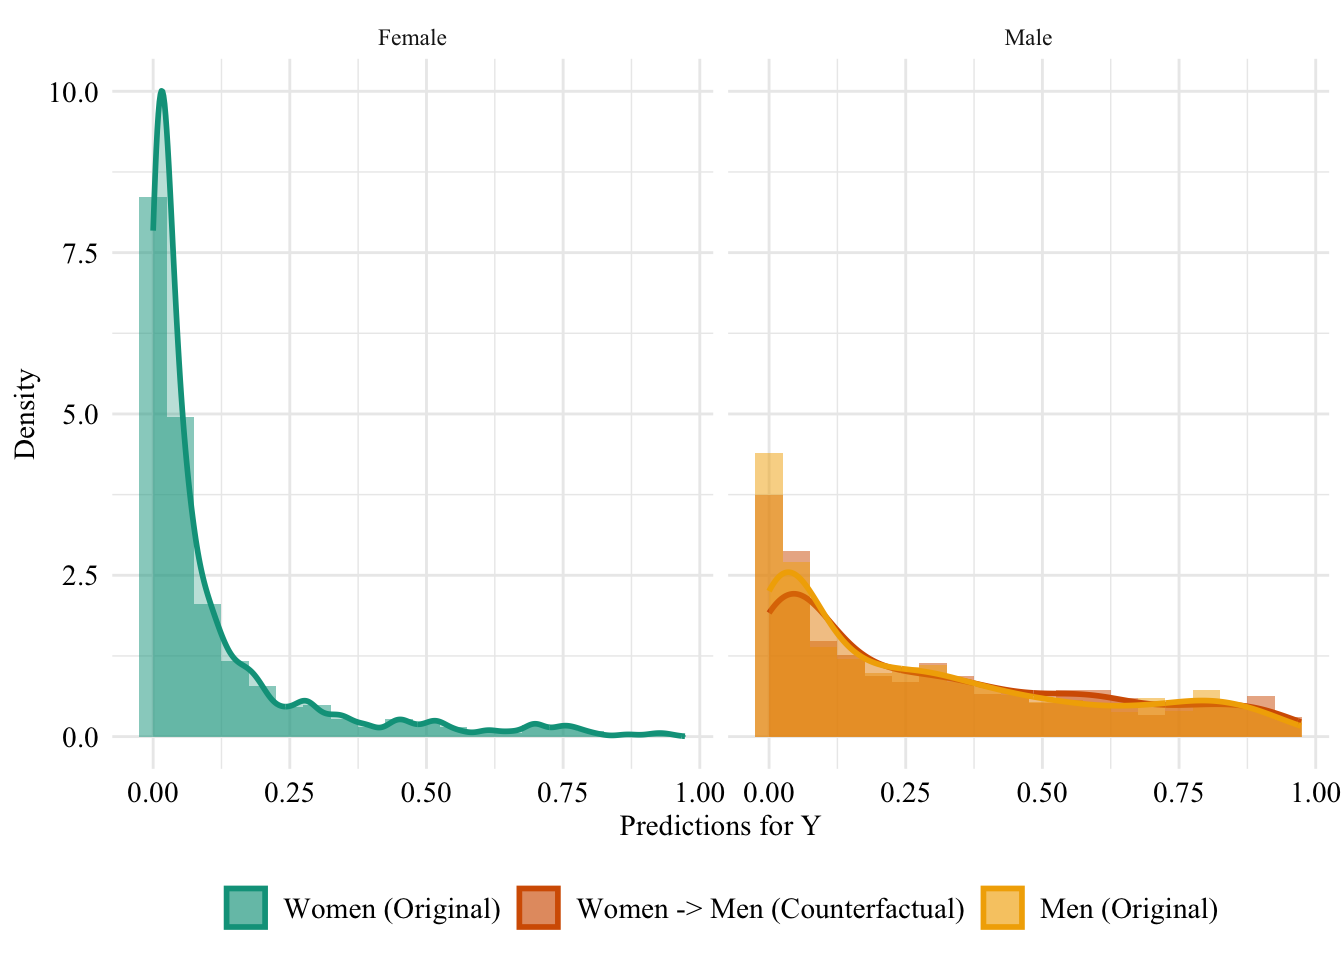 Female
Male
10.0
7.5
5.0
2.5
0.0
Density
0.00 0.25 0.50 0.75 1.00 0.00 0.25 0.50 0.75 1.00
Predictions for Y
Women (Original) Women -> Men (Counterfactual) Men (Original)